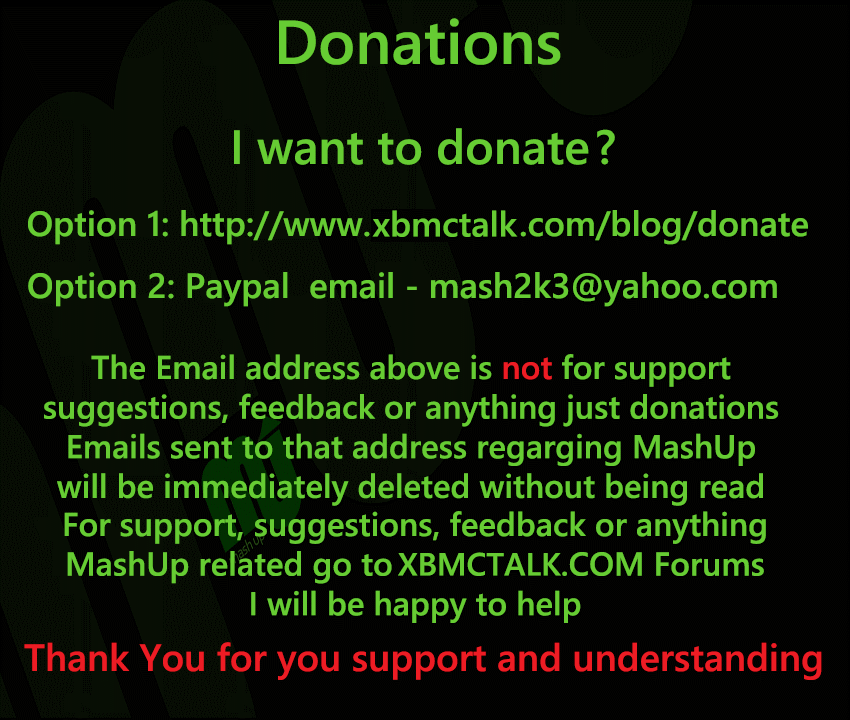 Donations
I want to donate?
Option 1: http://www.xbmctalk.com/blog/donate
Option 2: Paypal  email - mash2k3@yahoo.com
The Email address above is not for support
suggestions, feedback or anything just donations
Emails sent to that address regarging MashUp
will be immediately deleted without being read
For support, suggestions, feedback or anything
MashUp
MashUp related go to XBMCTALK.COM Forums
I will be happy to help
Thank You for you support and understanding